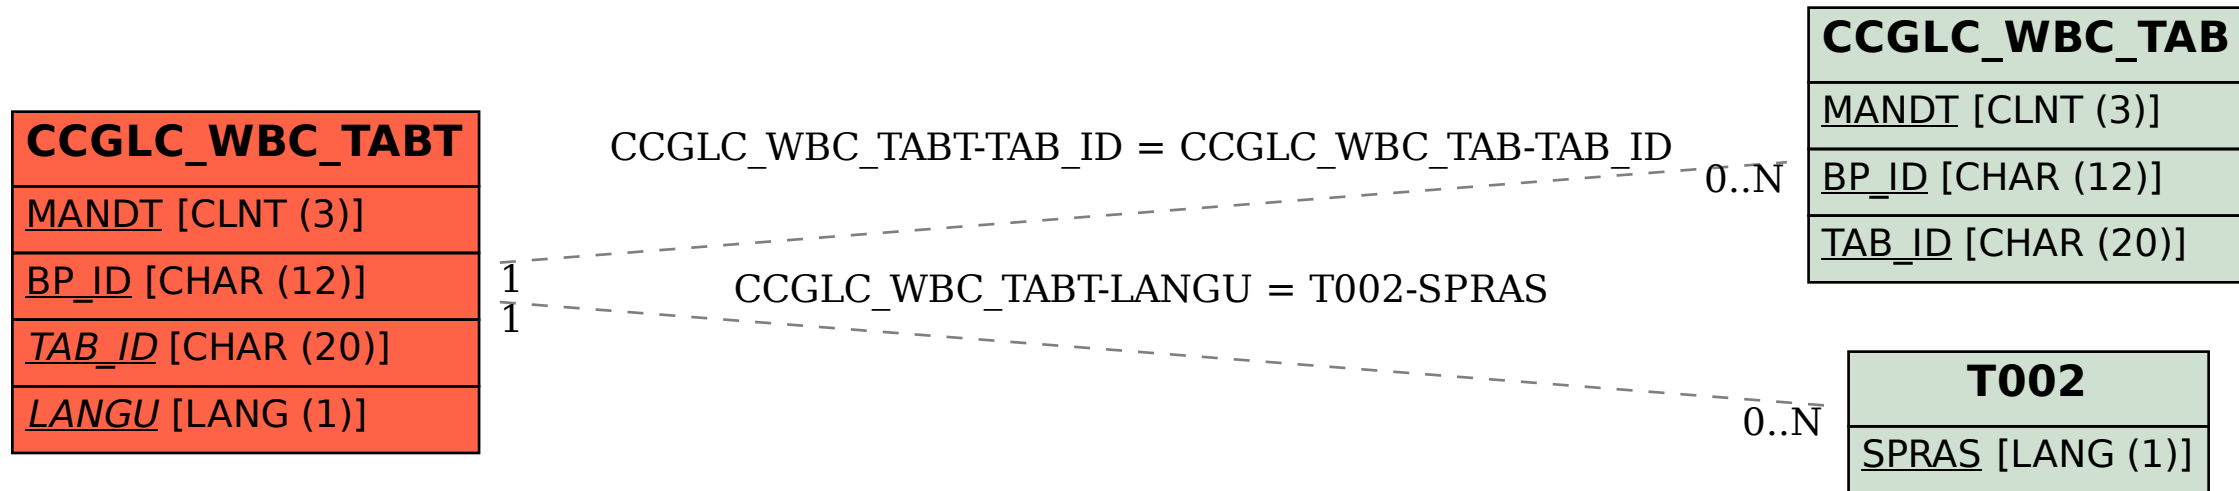 CCGLC_WBC_TABT
MANDT [CLNT (3)]
BP_ID [CHAR (12)]
TAB_ID [CHAR (20)]
LANGU [LANG (1)]
CCGLC_WBC_TABT-TAB_ID = CCGLC_WBC_TAB-TAB_ID
1
0..N
CCGLC_WBC_TABT-LANGU = T002-SPRAS
1
0..N
CCGLC_WBC_TAB
MANDT [CLNT (3)]
BP_ID [CHAR (12)]
TAB_ID [CHAR (20)]
T002
SPRAS [LANG (1)]